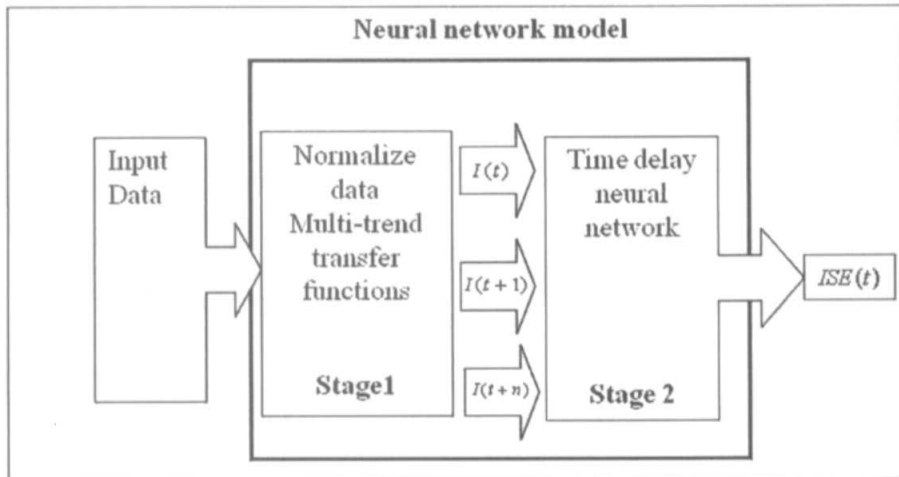 Neural network model
Input
Data
Normalize
data
Multi-trend
transfer
functions
Stage1
I(t)
I(t+1)
I(t+n)
Time delay
neural
network
Stage 2
ISE(t)